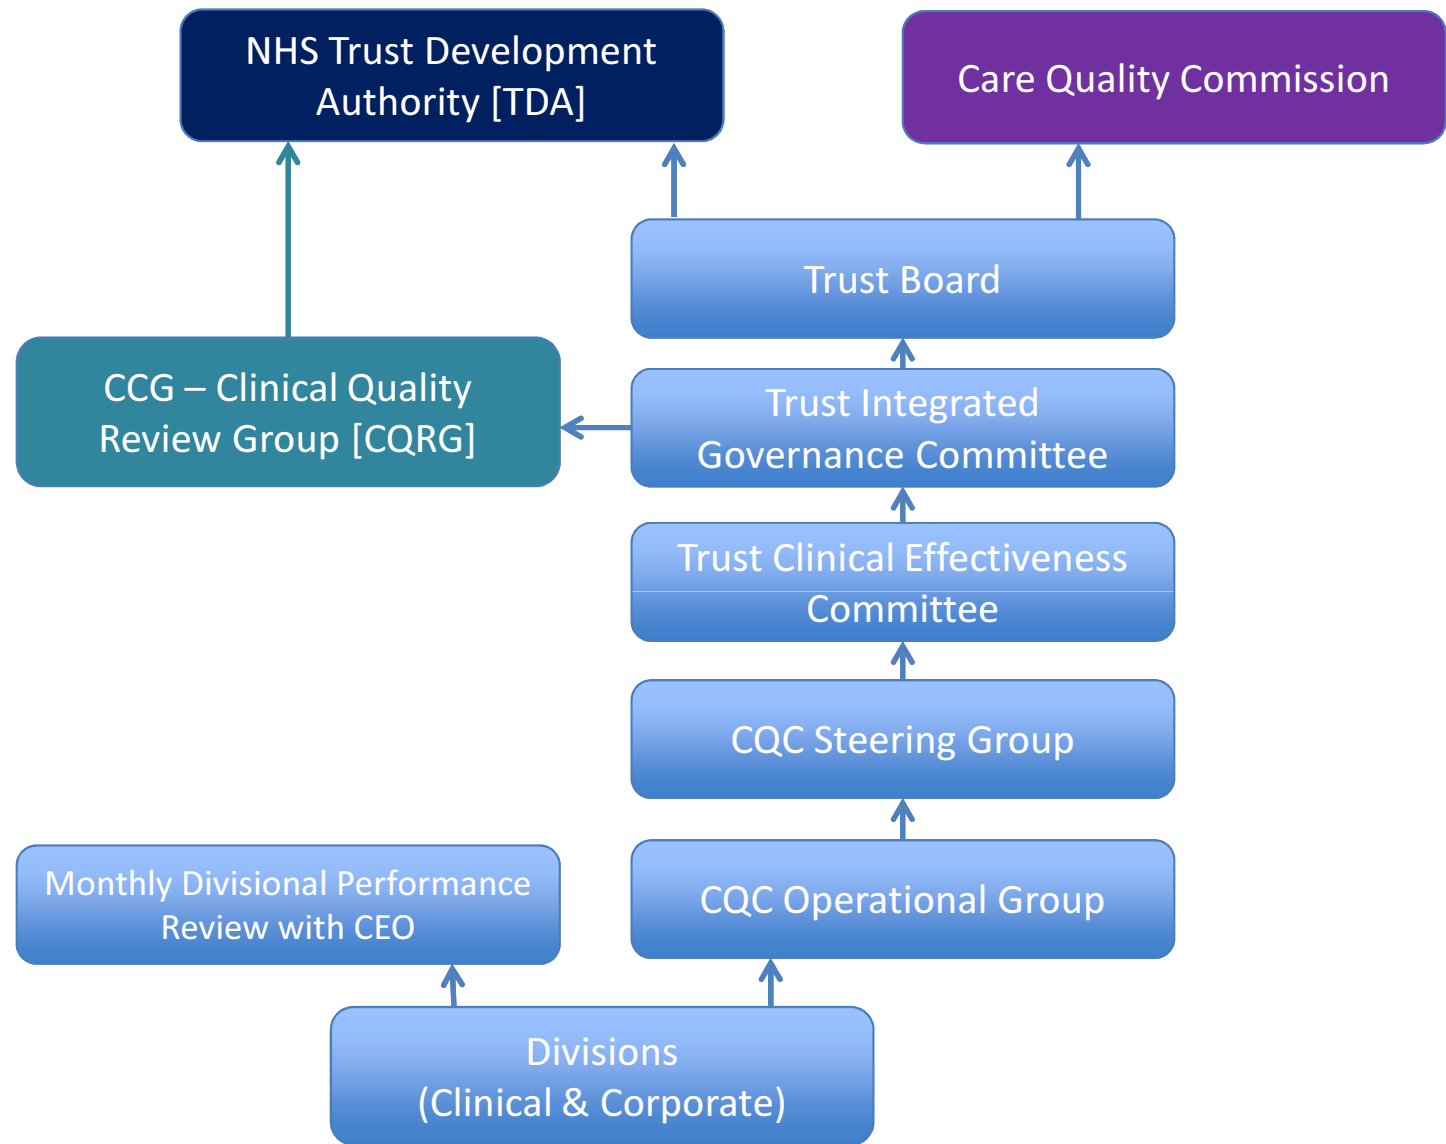 NHS Trust Development
Authority [TDA]
Care Quality Commission
Trust Board
CCG – Clinical Quality
Review Group [CQRG]
Trust Integrated
Governance Committee
Trust Clinical Effectiveness
Committee
CQC Steering Group
Monthly Divisional Performance
Review with CEO
CQC Operational Group
Divisions
(Clinical & Corporate)